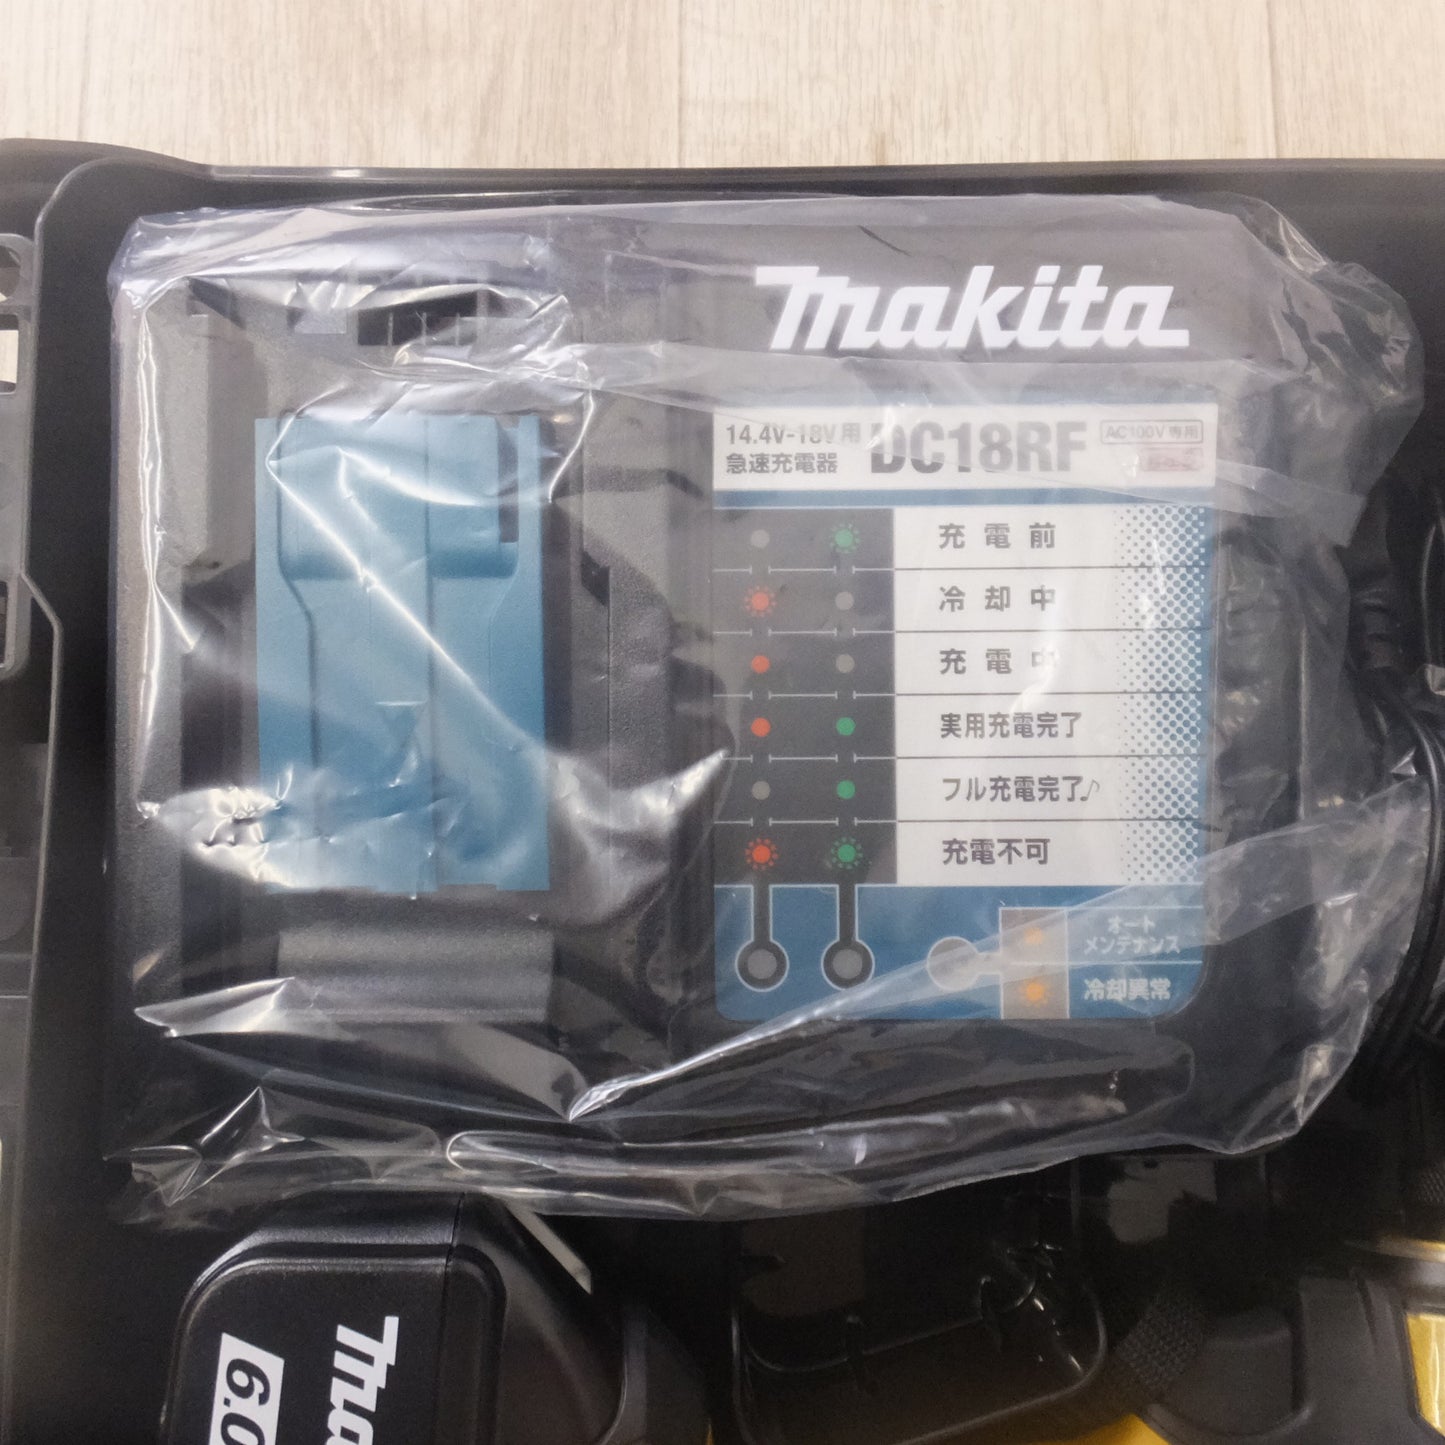 makita
14.4V-18V用
急速充電器
DC18RF
AC100V専用
充電前
冷却中
充電中
実用充電完了
フル充電完了♪
充電不可
オート
メンテナンス
冷却異常
6.0